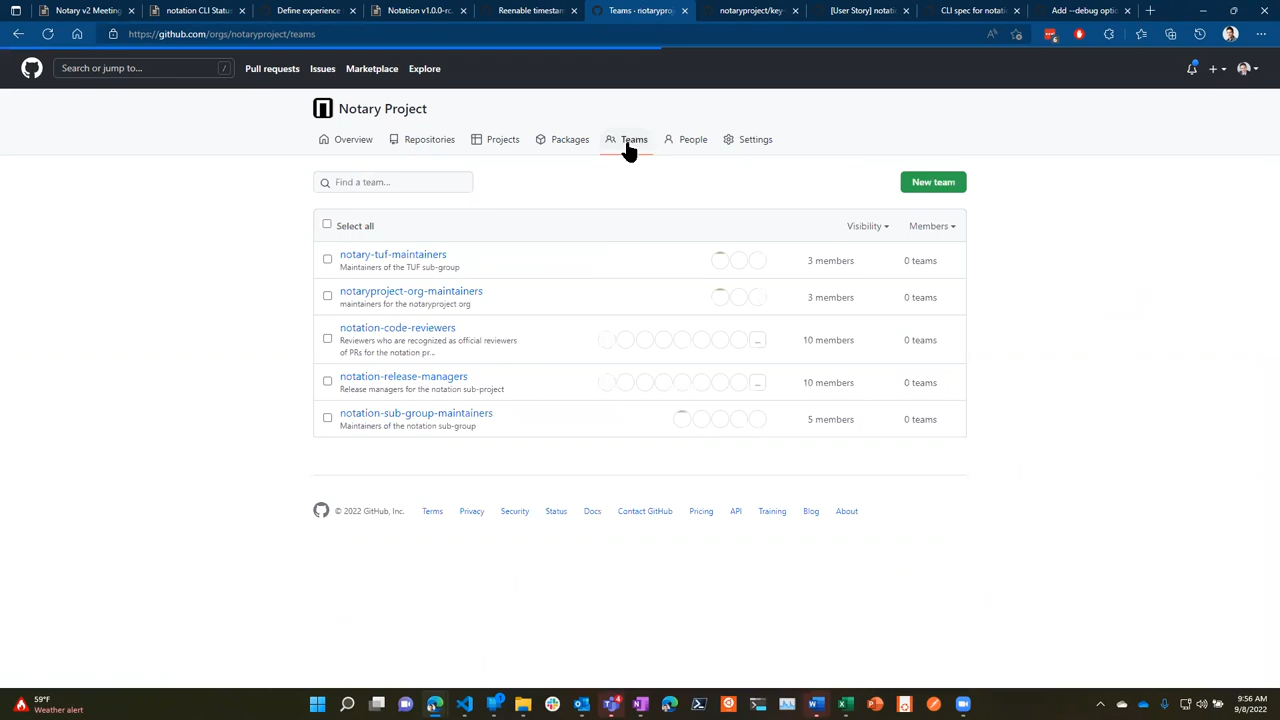 Notary v2 Meeting
notation CLI Status
Define experience
Notation v1.0.0-rc.
Reenable timestam
Teams · notaryproje
notaryproject/key-
[User Story] notatio
CLI spec for notatio
Add --debug optio
https://github.com/orgs/notaryproject/teams
6
Search or jump to...
/
Pull requests
Issues
Marketplace
Explore
Notary Project
Overview
Repositories
Projects
Packages
Teams
People
Settings
Find a team...
New team
Select all
Visibility
Members
notary-tuf-maintainers
Maintainers of the TUF sub-group
3 members
0 teams
notaryproject-org-maintainers
maintainers for the notaryproject org
3 members
0 teams
notation-code-reviewers
Reviewers who are recognized as official reviewers
of PRs for the notation pr...
...
10 members
0 teams
notation-release-managers
Release managers for the notation sub-project
...
10 members
0 teams
notation-sub-group-maintainers
Maintainers of the notation sub-group
5 members
0 teams
© 2022 GitHub, Inc.
Terms
Privacy
Security
Status
Docs
Contact GitHub
Pricing
API
Training
Blog
About
59°F
Weather alert
9:56 AM
9/8/2022